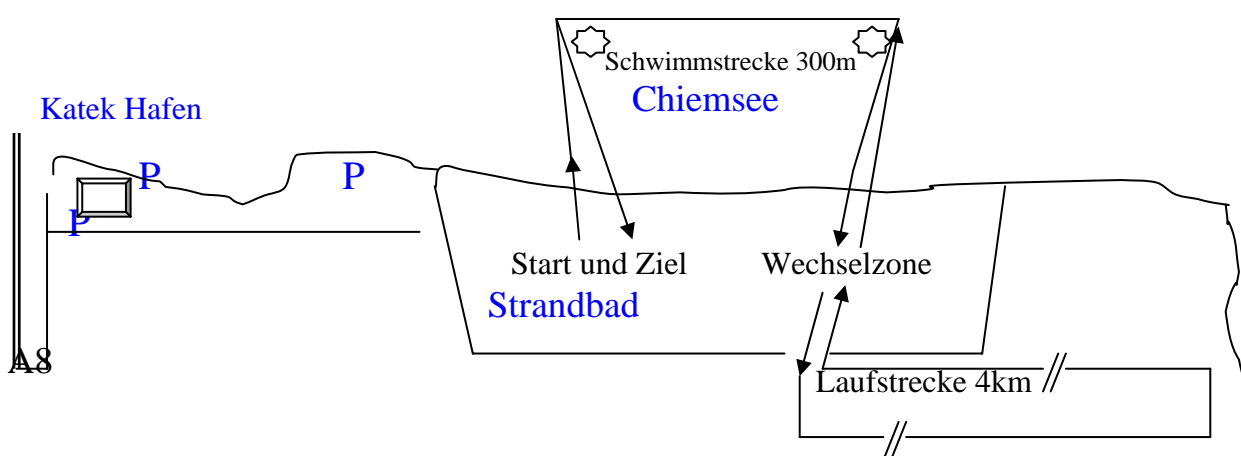 Schwimmstrecke 300m
Chiemsee
Katek Hafen
P
P
P
Start und Ziel
Wechselzone
Strandbad
A8
Laufstrecke 4km